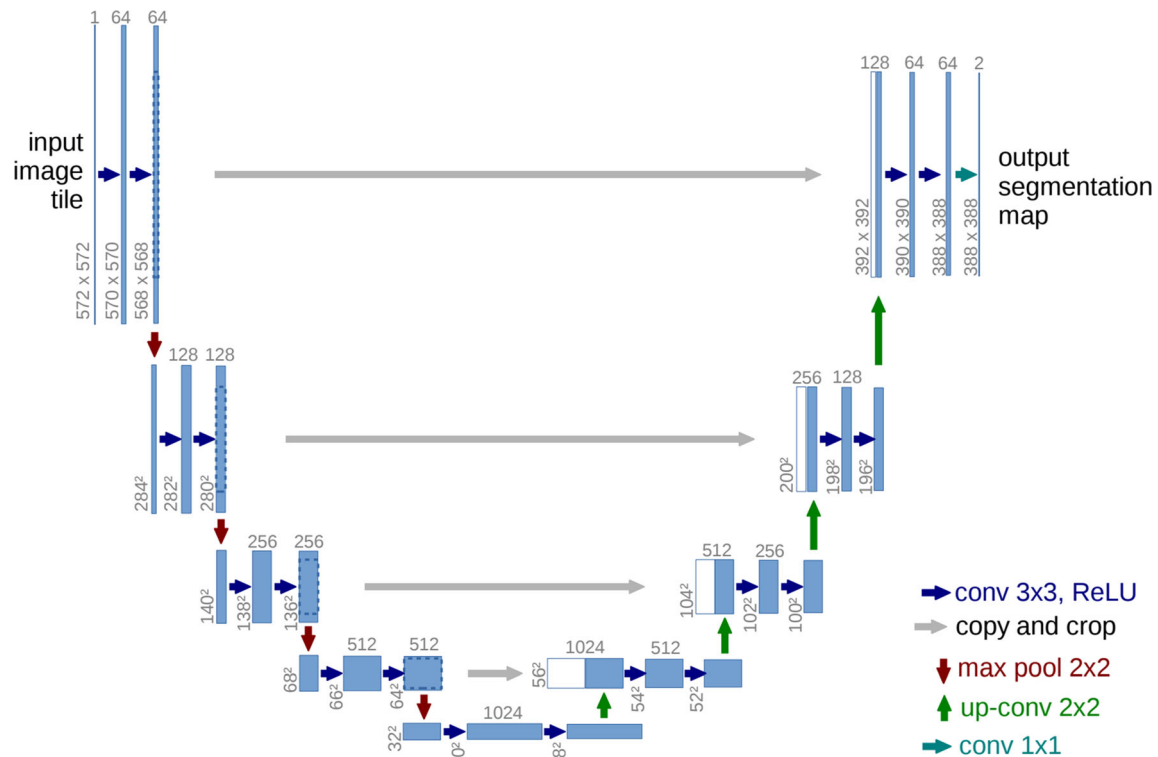 1 64 64
input
image
tile
572 x 572
570 x 570
568 x 568
128 64 64 2
output
segmentation
map
392 x 392
390 x 390
388 x 388
388 x 388
128 128
284²
282²
280²
256 128
200²
198²
196²
256 256
140²
138²
136²
512 256
104²
102²
100²
512 512
68²
66²
64²
1024 512
56²
54²
52²
1024
32²
0²
8²
conv 3x3, ReLU
copy and crop
max pool 2x2
up-conv 2x2
conv 1x1